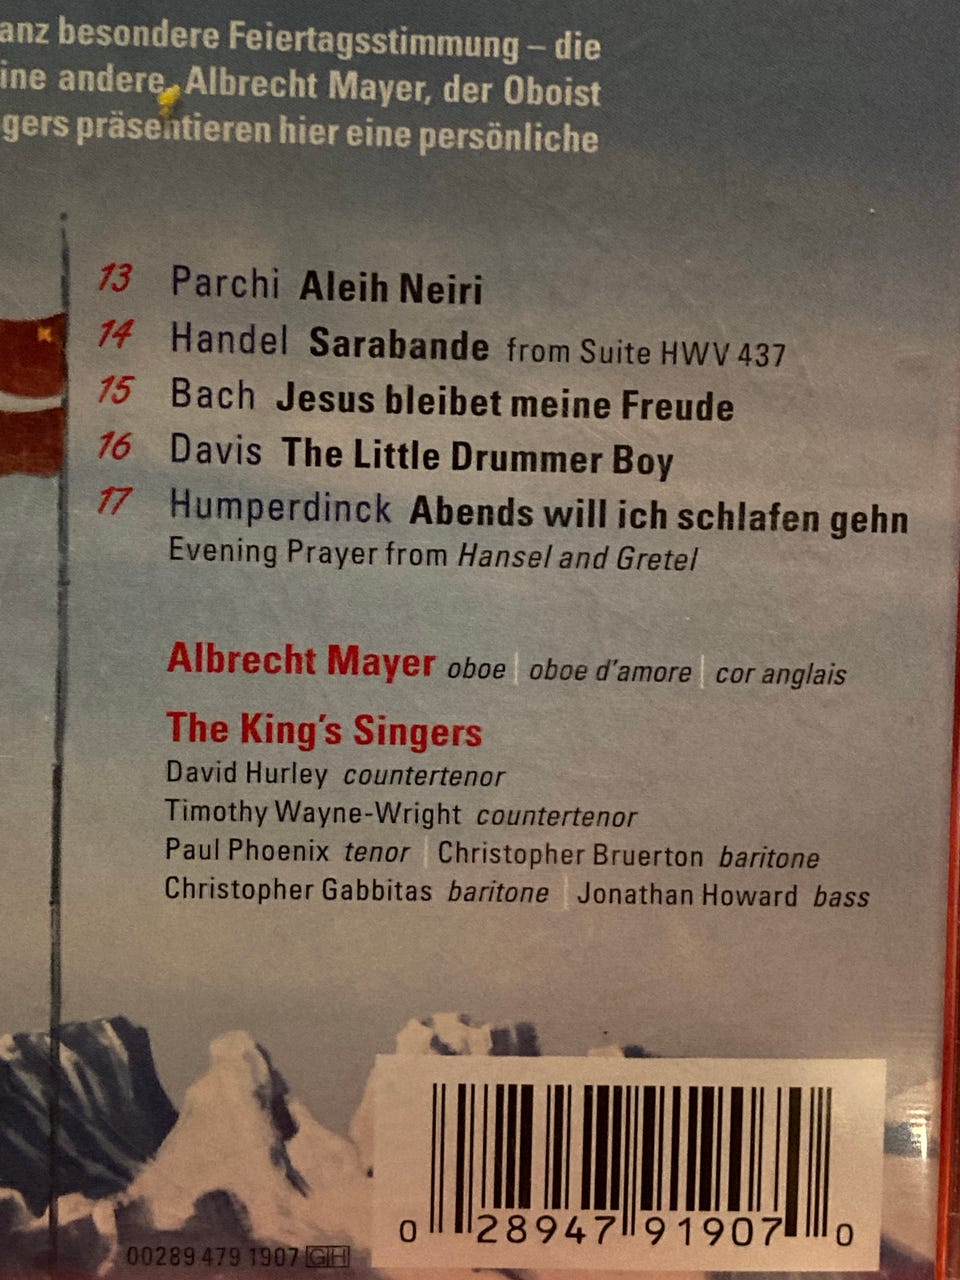 anz besondere Feiertagsstimmung – die
ine andere. Albrecht Mayer, der Oboist
gers präsentieren hier eine persönliche
13 Parchi Aleih Neiri
14 Handel Sarabande from Suite HWV 437
15 Bach Jesus bleibet meine Freude
16 Davis The Little Drummer Boy
17 Humperdinck Abends will ich schlafen gehn
Evening Prayer from Hansel and Gretel
Albrecht Mayer oboe | oboe d'amore | cor anglais
The King's Singers
David Hurley countertenor
Timothy Wayne-Wright countertenor
Paul Phoenix tenor | Christopher Bruerton baritone
Christopher Gabbitas baritone | Jonathan Howard bass
0 28947 91907 0
00289 479 1907 GH